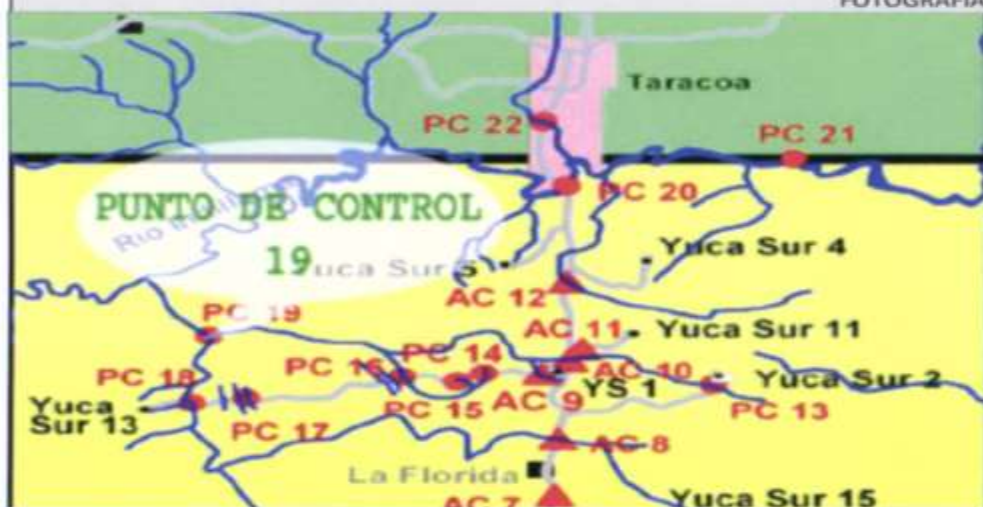 FOTOGRAFIA
Taracoa
PC 22
PC 21
PC 20
PUNTO DE CONTROL
19
Yuca Sur 4
AC 12
PC 19
AC 11
Yuca Sur 11
PC 18
PC 16
PC 14
AC 10
Yuca Sur 2
Yuca
Sur 13
PC 15
AC 9
YS 1
PC 13
PC 17
AC 8
La Florida
AC 7
Yuca Sur 15